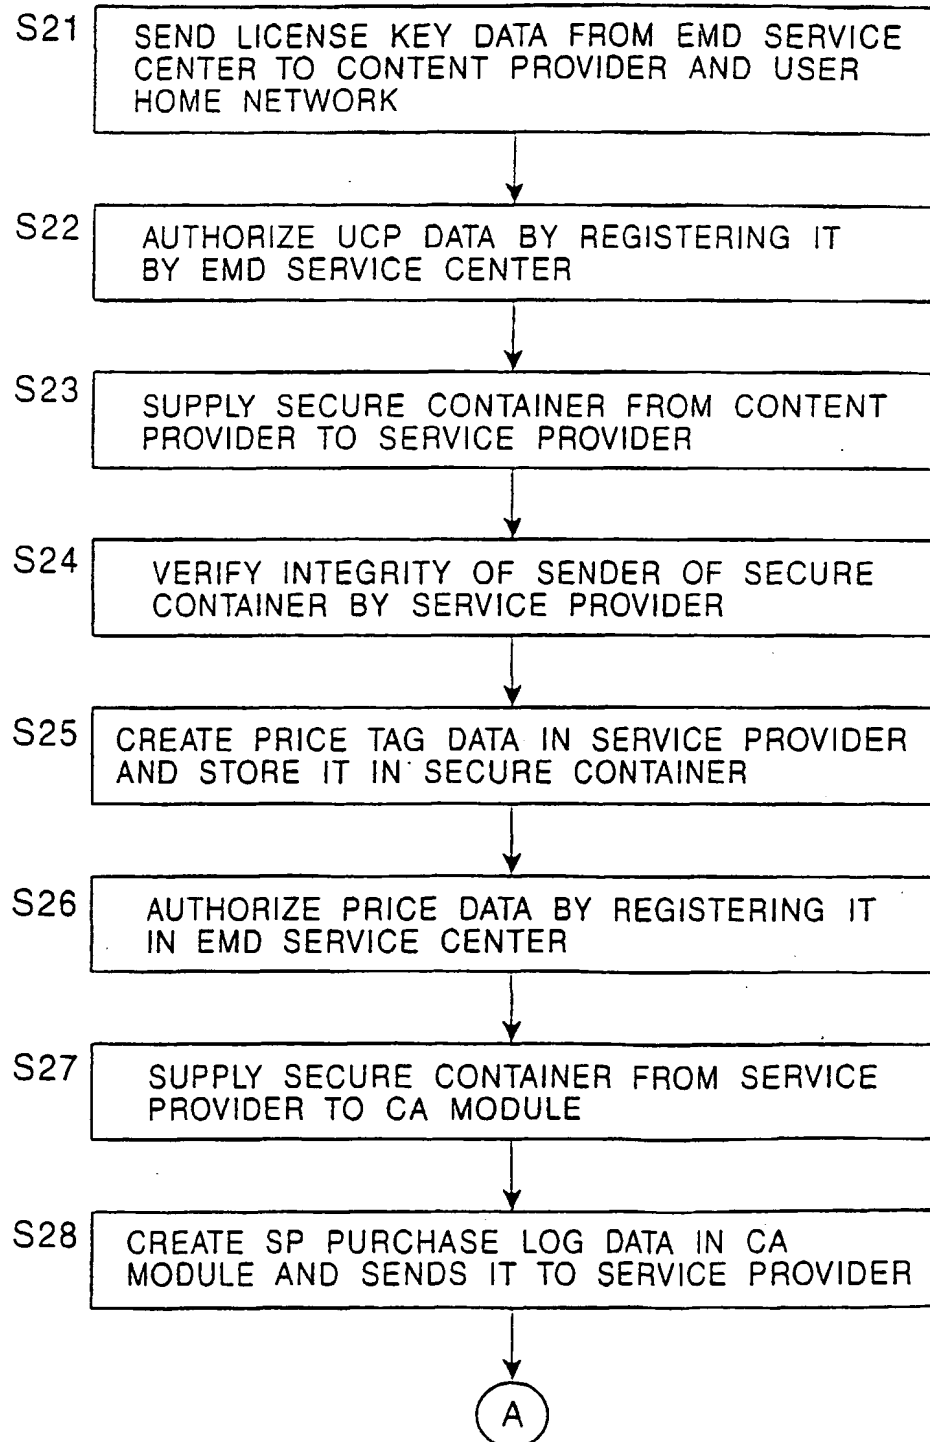 S21
SEND LICENSE KEY DATA FROM EMD SERVICE
CENTER TO CONTENT PROVIDER AND USER
HOME NETWORK
S22
AUTHORIZE UCP DATA BY REGISTERING IT
BY EMD SERVICE CENTER
S23
SUPPLY SECURE CONTAINER FROM CONTENT
PROVIDER TO SERVICE PROVIDER
S24
VERIFY INTEGRITY OF SENDER OF SECURE
CONTAINER BY SERVICE PROVIDER
S25
CREATE PRICE TAG DATA IN SERVICE PROVIDER
AND STORE IT IN SECURE CONTAINER
S26
AUTHORIZE PRICE DATA BY REGISTERING IT
IN EMD SERVICE CENTER
S27
SUPPLY SECURE CONTAINER FROM SERVICE
PROVIDER TO CA MODULE
S28
CREATE SP PURCHASE LOG DATA IN CA
MODULE AND SENDS IT TO SERVICE PROVIDER
A